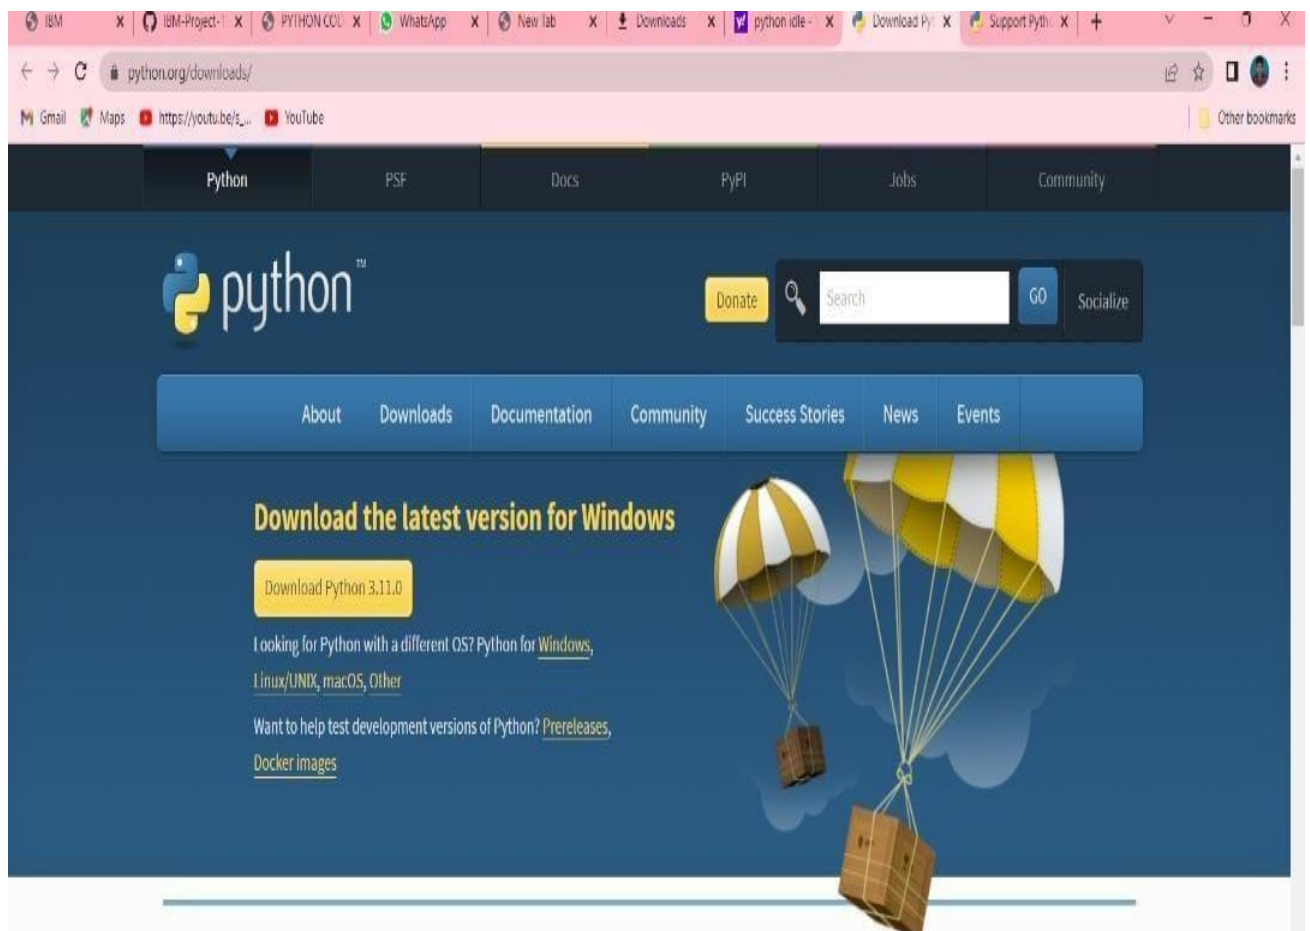 IBM IBM-Project-1 PYTHON COD WhatsApp New Tab Downloads python idle - Download Pyt Support Pytho
python.org/downloads/
Gmail Maps https://youtu.be/s_... YouTube Other bookmarks
Python PSF Docs PyPI Jobs Community
python™ Donate Search GO Socialize
About Downloads Documentation Community Success Stories News Events
Download the latest version for Windows
Download Python 3.11.0
Looking for Python with a different OS? Python for Windows,
Linux/UNIX, macOS, Other
Want to help test development versions of Python? Prereleases,
Docker images